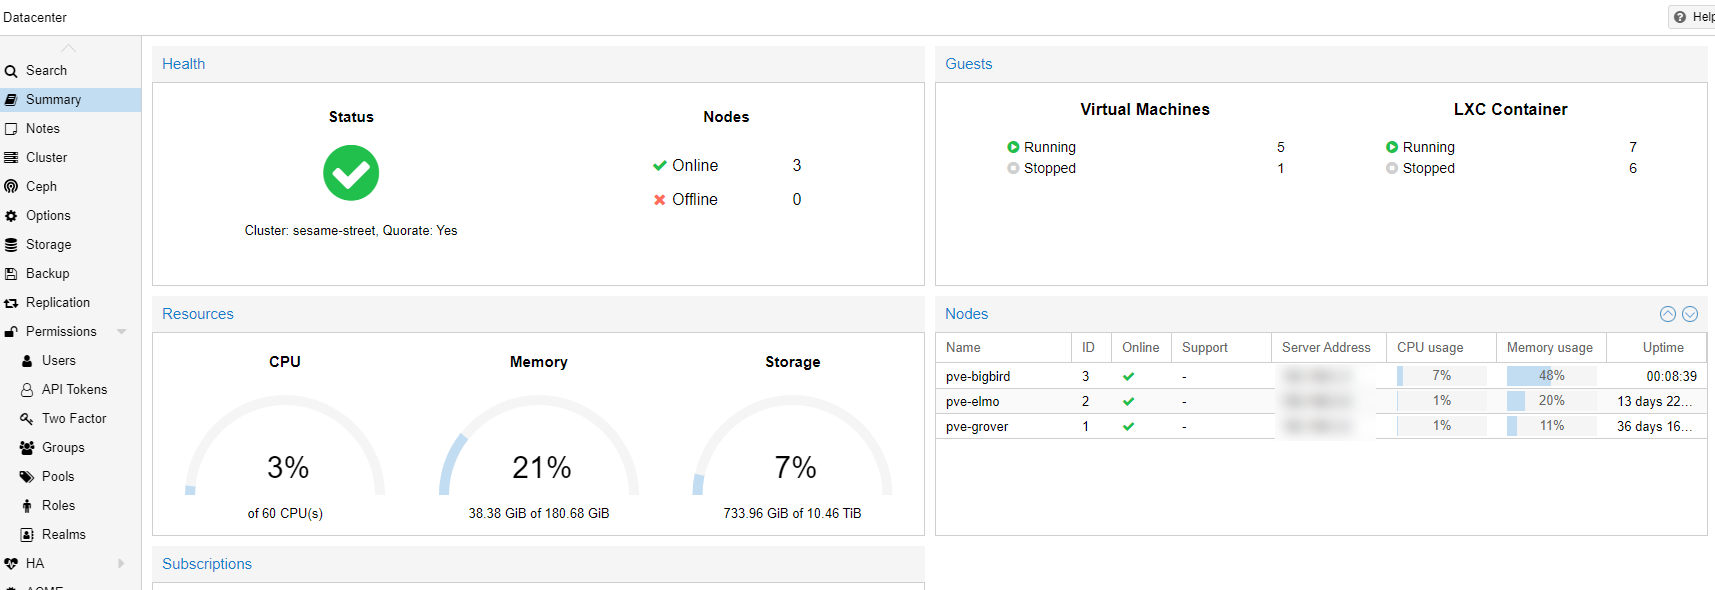 Datacenter
Help
Search
Summary
Notes
Cluster
Ceph
Options
Storage
Backup
Replication
Permissions
Users
API Tokens
Two Factor
Groups
Pools
Roles
Realms
HA
ACME
Health
Status
Nodes
Online 3
Offline 0
Cluster: sesame-street, Quorate: Yes
Guests
Virtual Machines
Running 5
Stopped 1
LXC Container
Running 7
Stopped 6
Resources
CPU
3%
of 60 CPU(s)
Memory
21%
38.38 GiB of 180.68 GiB
Storage
7%
733.96 GiB of 10.46 TiB
Nodes
Name ID Online Support Server Address CPU usage Memory usage Uptime
pve-bigbird 3 - 7% 48% 00:08:39
pve-elmo 2 - 1% 20% 13 days 22...
pve-grover 1 - 1% 11% 36 days 16...
Subscriptions